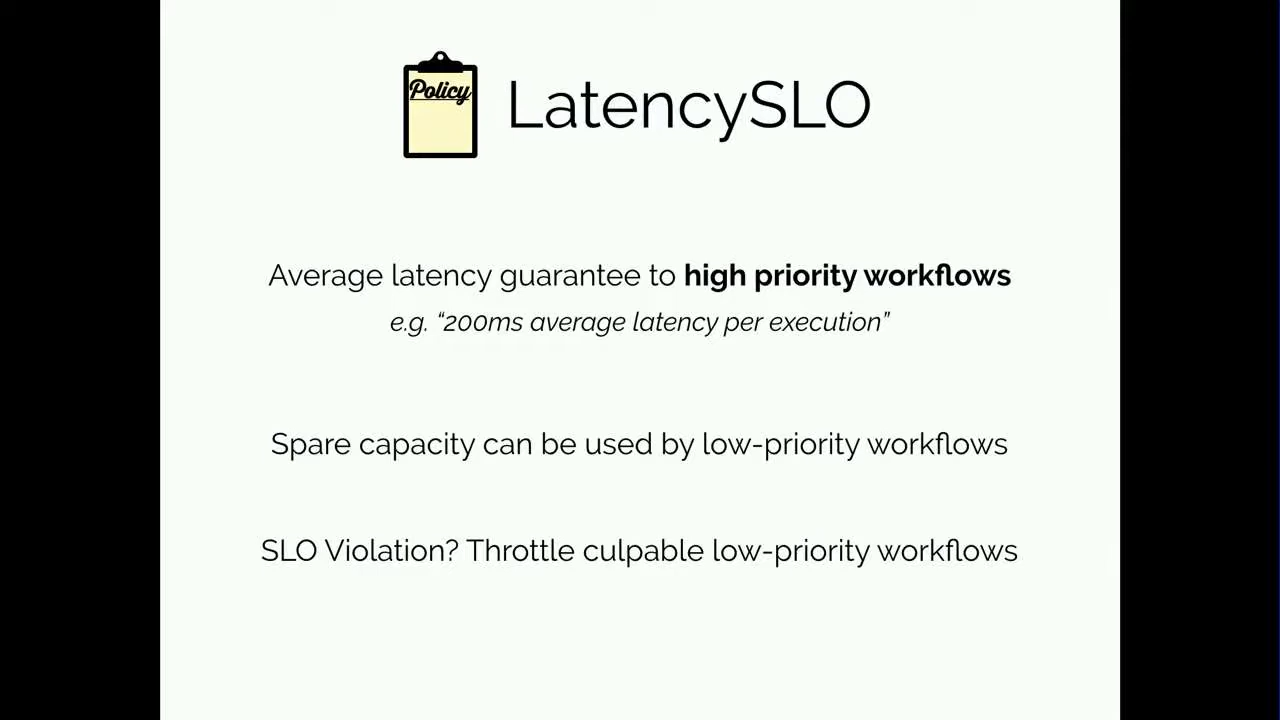 Policy
LatencySLO
Average latency guarantee to high priority workflows
e.g. “200ms average latency per execution”
Spare capacity can be used by low-priority workflows
SLO Violation? Throttle culpable low-priority workflows